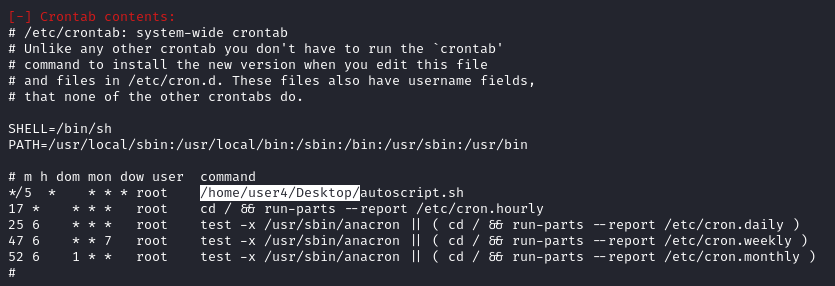 [-] Crontab contents:
# /etc/crontab: system-wide crontab
# Unlike any other crontab you don't have to run the `crontab'
# command to install the new version when you edit this file
# and files in /etc/cron.d. These files also have username fields,
# that none of the other crontabs do.
SHELL=/bin/sh
PATH=/usr/local/sbin:/usr/local/bin:/sbin:/bin:/usr/sbin:/usr/bin
# m h dom mon dow user  command
*/5  *    * * * root    /home/user4/Desktop/autoscript.sh
17 *    * * *   root    cd / && run-parts --report /etc/cron.hourly
25 6    * * *   root    test -x /usr/sbin/anacron || ( cd / && run-parts --report /etc/cron.daily )
47 6    * * 7   root    test -x /usr/sbin/anacron || ( cd / && run-parts --report /etc/cron.weekly )
52 6    1 * *   root    test -x /usr/sbin/anacron || ( cd / && run-parts --report /etc/cron.monthly )
#